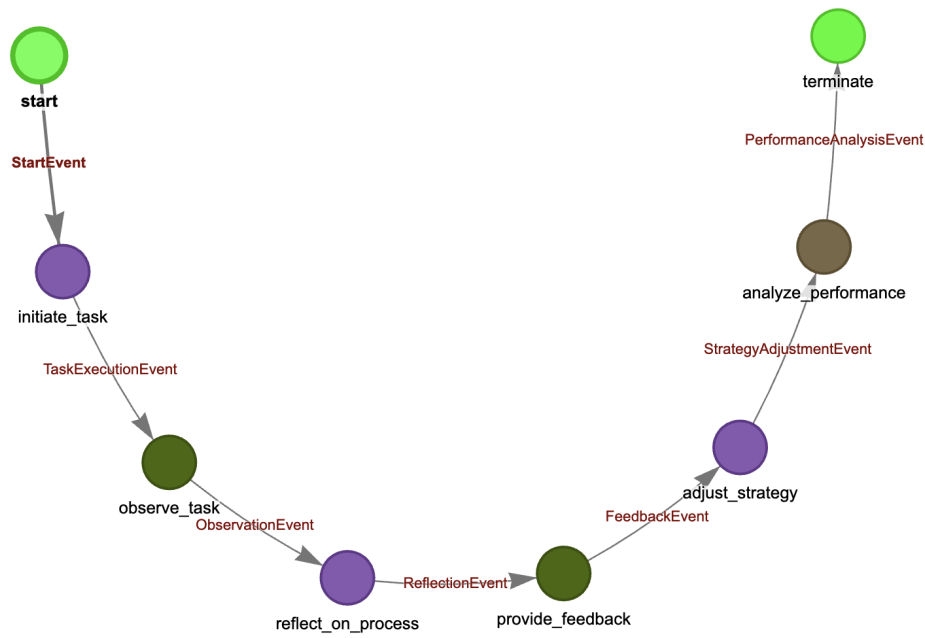 start
StartEvent
initiate_task
TaskExecutionEvent
observe_task
ObservationEvent
reflect_on_process
ReflectionEvent
provide_feedback
FeedbackEvent
adjust_strategy
StrategyAdjustmentEvent
analyze_performance
PerformanceAnalysisEvent
terminate